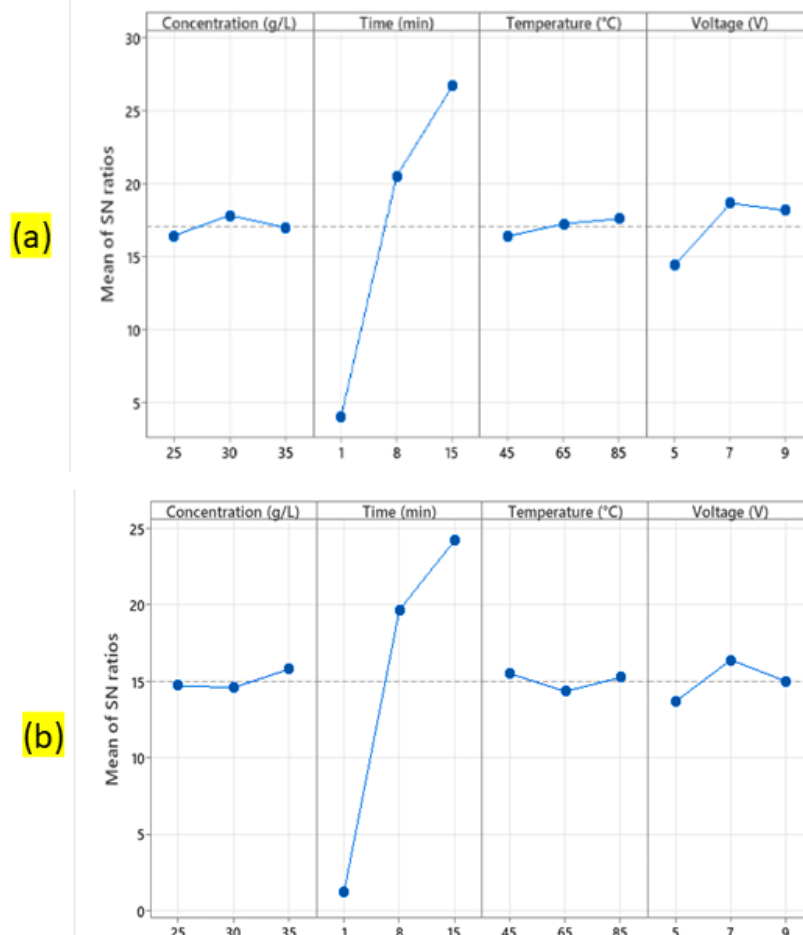 Concentration (g/L) Time (min) Temperature (°C) Voltage (V)
30
25
20
15
10
5
Mean of SN ratios
(a)
25 30 35 1 8 15 45 65 85 5 7 9
Concentration (g/L) Time (min) Temperature (°C) Voltage (V)
25
20
15
10
5
0
Mean of SN ratios
(b)
25 30 35 1 8 15 45 65 85 5 7 9